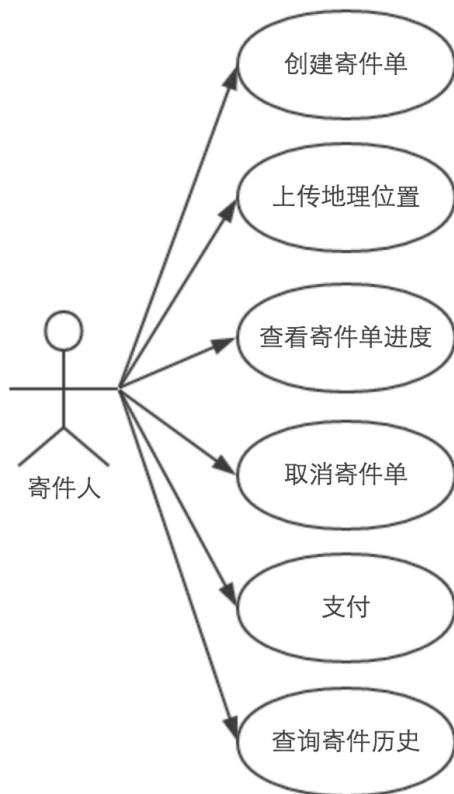 创建寄件单
上传地理位置
查看寄件单进度
寄件人
取消寄件单
支付
查询寄件历史